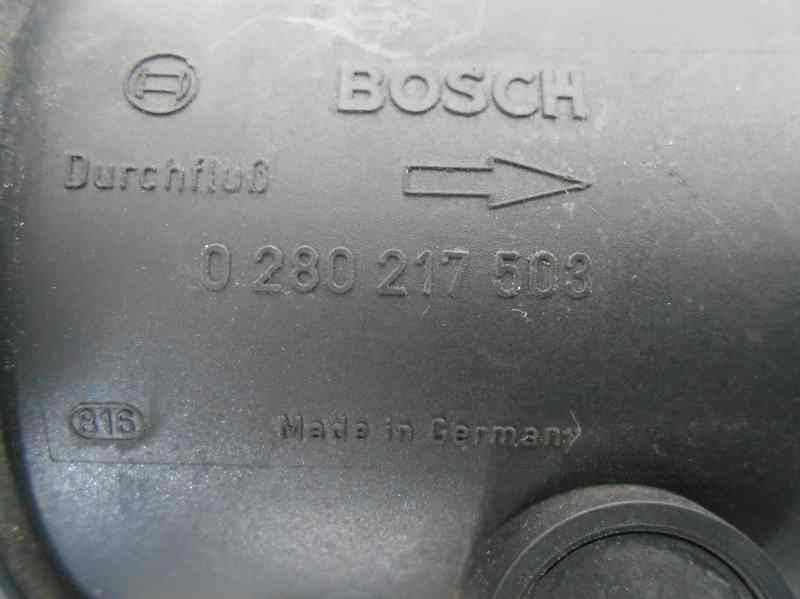 BOSCH
Durchfluß
0 280 217 503
816
Made in Germany